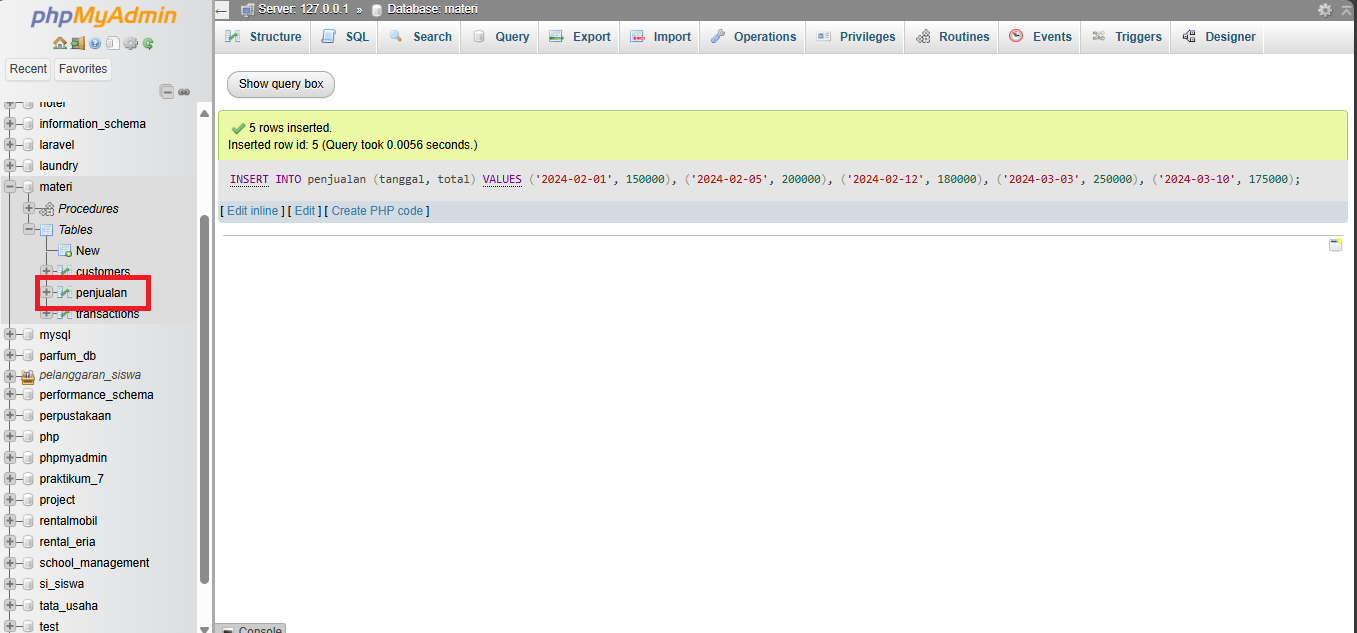 phpMyAdmin
Recent Favorites
hotel
information_schema
laravel
laundry
materi
Procedures
Tables
New
customers
penjualan
transactions
mysql
parfum_db
pelanggaran_siswa
performance_schema
perpustakaan
php
phpmyadmin
praktikum_7
project
rentalmobil
rental_eria
school_management
si_siswa
tata_usaha
test
Server: 127.0.0.1 » Database: materi
Structure SQL Search Query Export Import Operations Privileges Routines Events Triggers Designer
Show query box
5 rows inserted.
Inserted row id: 5 (Query took 0.0056 seconds.)
INSERT INTO penjualan (tanggal, total) VALUES ('2024-02-01', 150000), ('2024-02-05', 200000), ('2024-02-12', 180000), ('2024-03-03', 250000), ('2024-03-10', 175000);
[ Edit inline ] [ Edit ] [ Create PHP code ]
Console